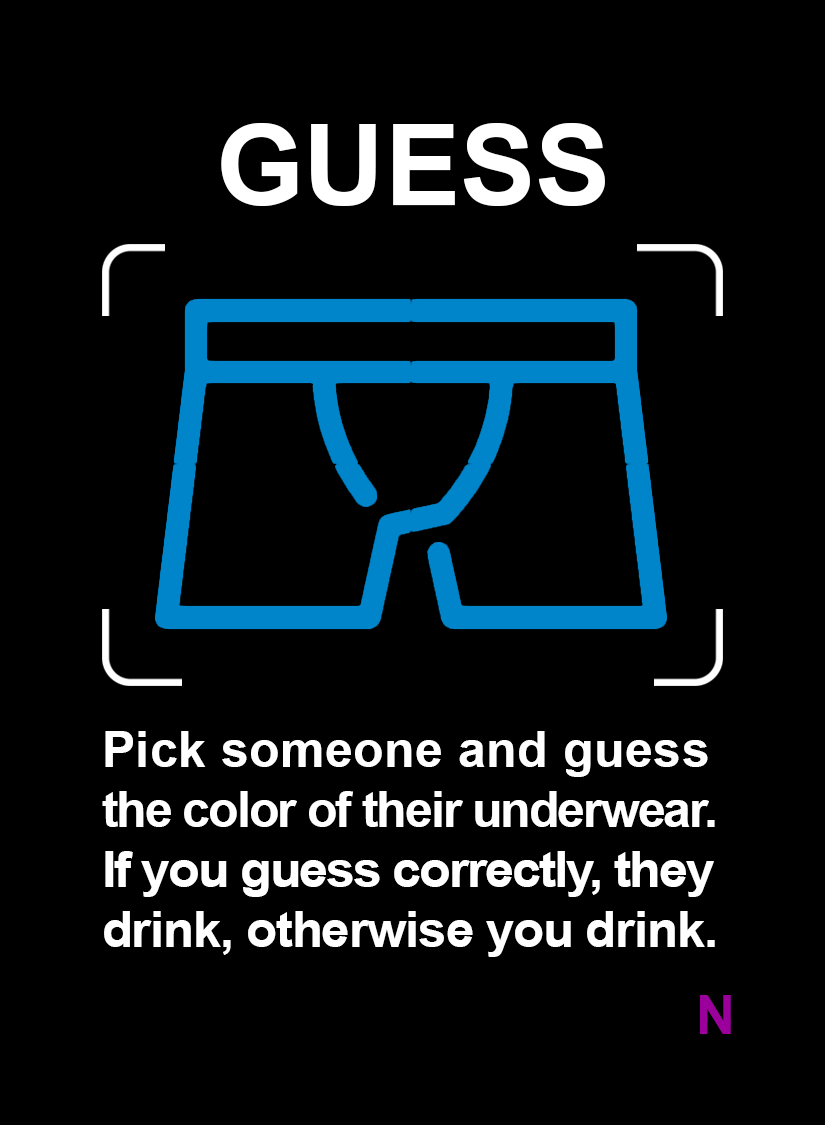 GUESS
Pick someone and guess
the color of their underwear.
If you guess correctly, they
drink, otherwise you drink.
N